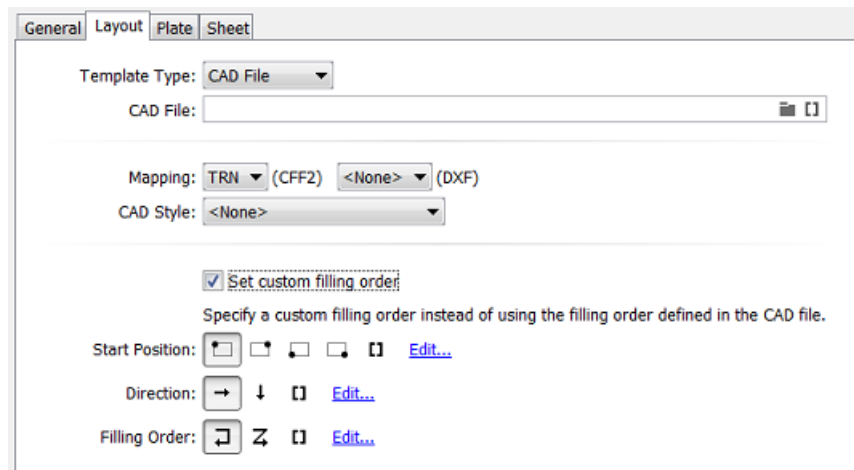 General Layout Plate Sheet
Template Type: CAD File
CAD File:
Mapping: TRN (CFF2) <None> (DXF)
CAD Style: <None>
Set custom filling order
Specify a custom filling order instead of using the filling order defined in the CAD file.
Start Position: [] Edit...
Direction: [] Edit...
Filling Order: [] Edit...